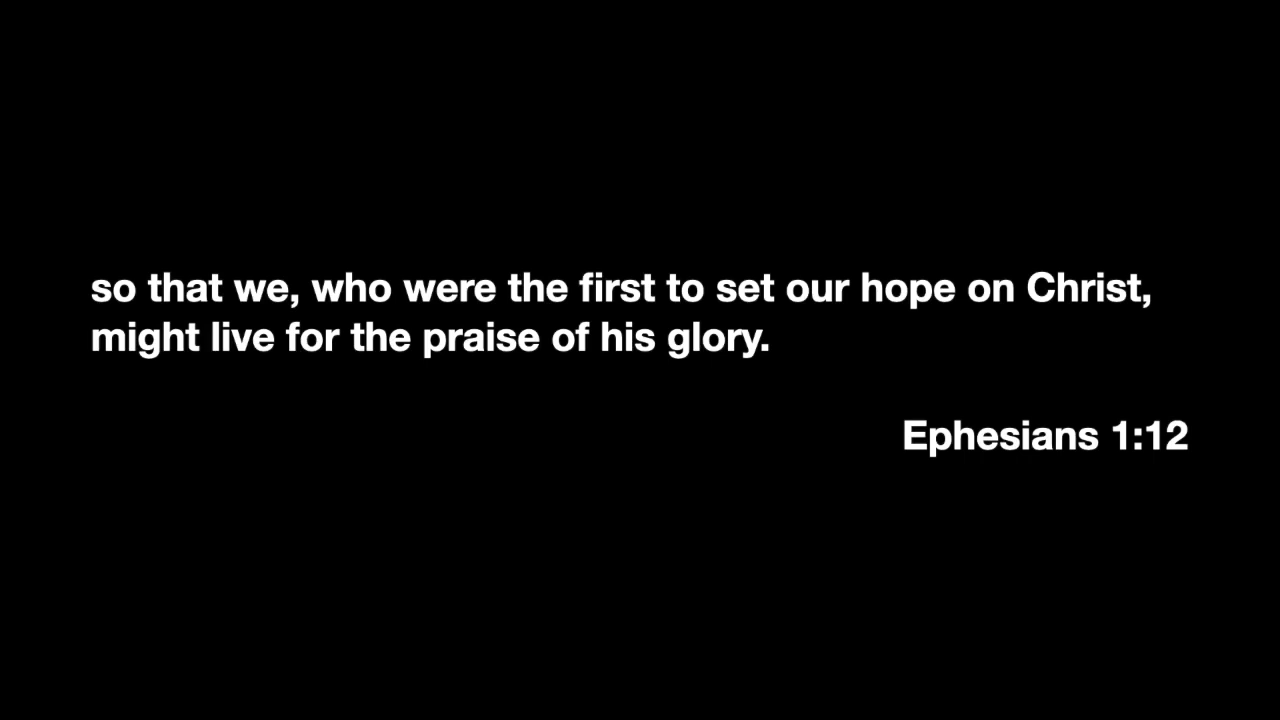 so that we, who were the first to set our hope on Christ,
might live for the praise of his glory.
Ephesians 1:12